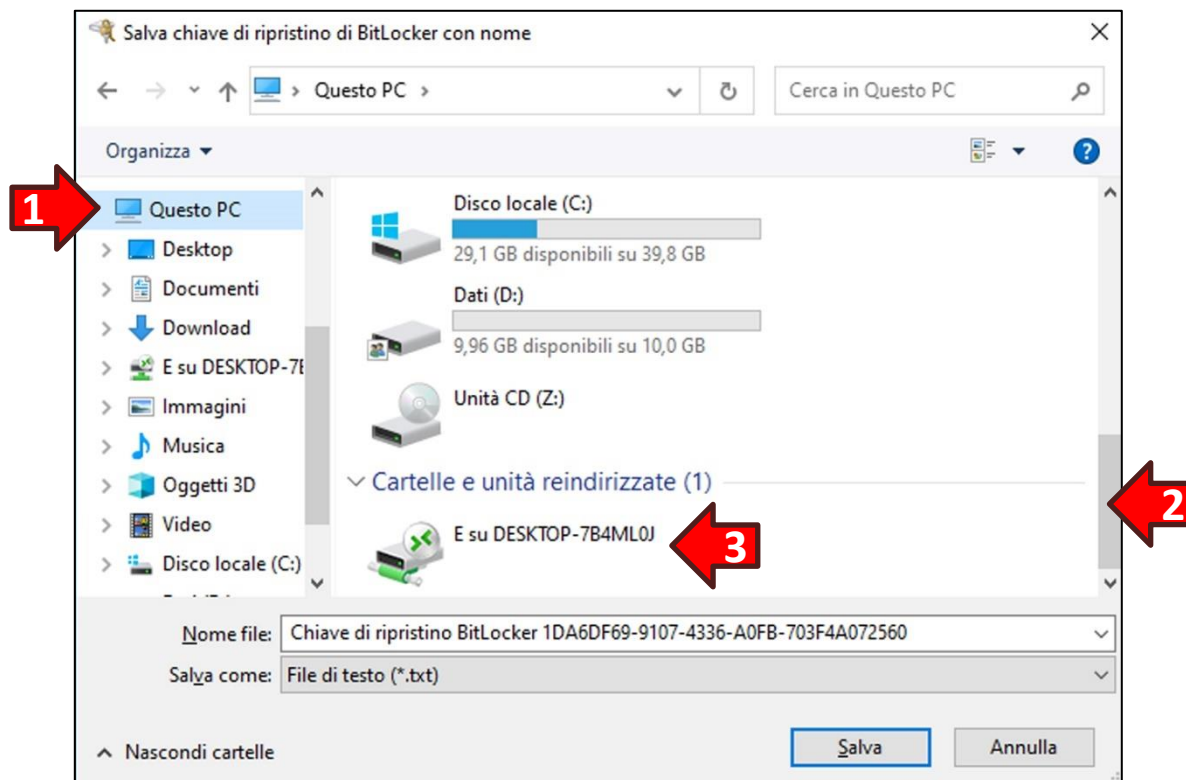 Salva chiave di ripristino di BitLocker con nome
Questo PC
Cerca in Questo PC
Organizza
?
1
Questo PC
Desktop
Documenti
Download
E su DESKTOP-7B
Immagini
Musica
Oggetti 3D
Video
Disco locale (C:)
Disco locale (C:)
29,1 GB disponibili su 39,8 GB
Dati (D:)
9,96 GB disponibili su 10,0 GB
Unità CD (Z:)
Cartelle e unità reindirizzate (1)
2
E su DESKTOP-7B4ML0J
3
Nome file: Chiave di ripristino BitLocker 1DA6DF69-9107-4336-A0FB-703F4A072560
Salva come: File di testo (*.txt)
Nascondi cartelle
Salva
Annulla